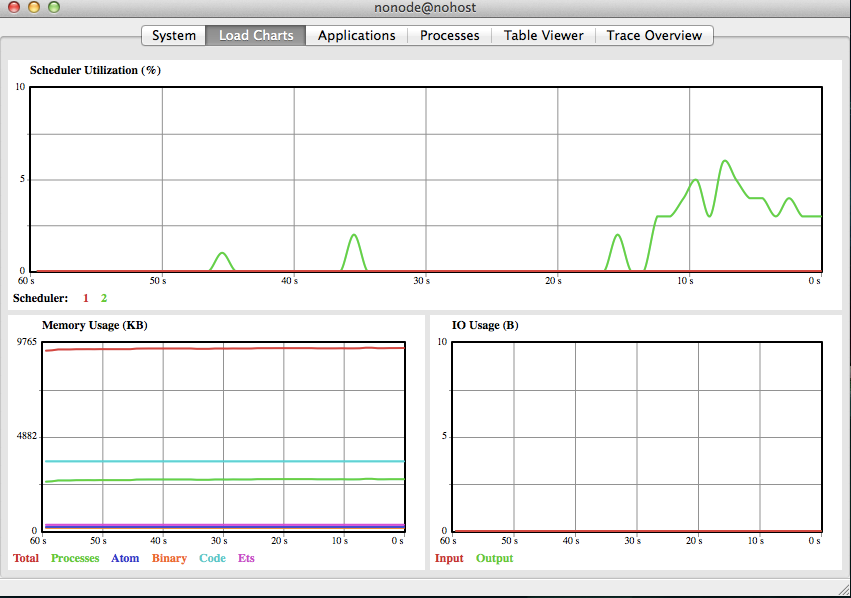 nonode@nohost
System Load Charts Applications Processes Table Viewer Trace Overview
Scheduler Utilization (%)
10
5
0
60 s 50 s 40 s 30 s 20 s 10 s 0 s
Scheduler: 1 2
Memory Usage (KB)
9765
4882
0
60 s 50 s 40 s 30 s 20 s 10 s 0 s
Total Processes Atom Binary Code Ets
IO Usage (B)
10
5
0
60 s 50 s 40 s 30 s 20 s 10 s 0 s
Input Output